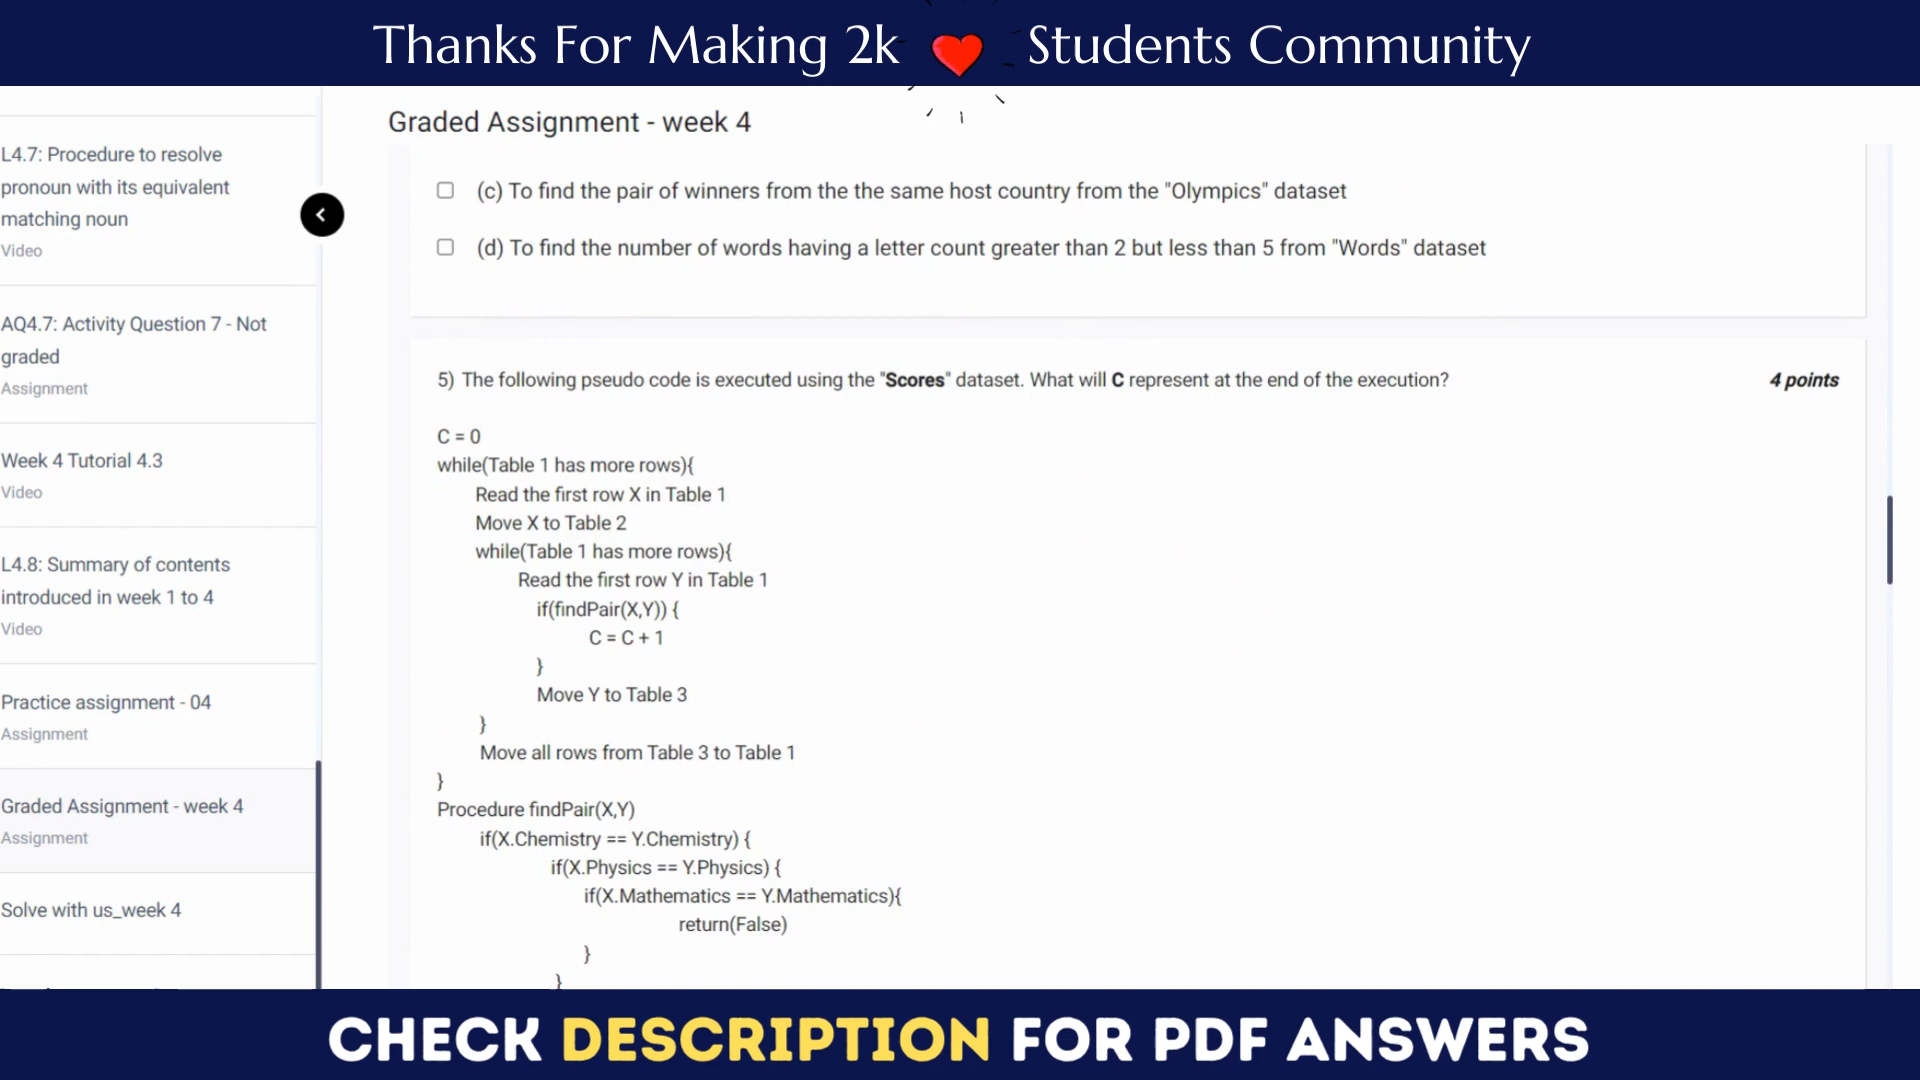 Thanks For Making 2k Students Community
Graded Assignment - week 4
L4.7: Procedure to resolve
pronoun with its equivalent
matching noun
Video
AQ4.7: Activity Question 7 - Not
graded
Assignment
Week 4 Tutorial 4.3
Video
L4.8: Summary of contents
introduced in week 1 to 4
Video
Practice assignment - 04
Assignment
Graded Assignment - week 4
Assignment
Solve with us_week 4
(c) To find the pair of winners from the the same host country from the "Olympics" dataset
(d) To find the number of words having a letter count greater than 2 but less than 5 from "Words" dataset
5) The following pseudo code is executed using the "Scores" dataset. What will C represent at the end of the execution?
4 points
C = 0
while(Table 1 has more rows){
Read the first row X in Table 1
Move X to Table 2
while(Table 1 has more rows){
Read the first row Y in Table 1
if(findPair(X,Y)) {
C = C + 1
}
Move Y to Table 3
}
Move all rows from Table 3 to Table 1
}
Procedure findPair(X,Y)
if(X.Chemistry == Y.Chemistry) {
if(X.Physics == Y.Physics) {
if(X.Mathematics == Y.Mathematics){
return(False)
}
}
CHECK DESCRIPTION FOR PDF ANSWERS